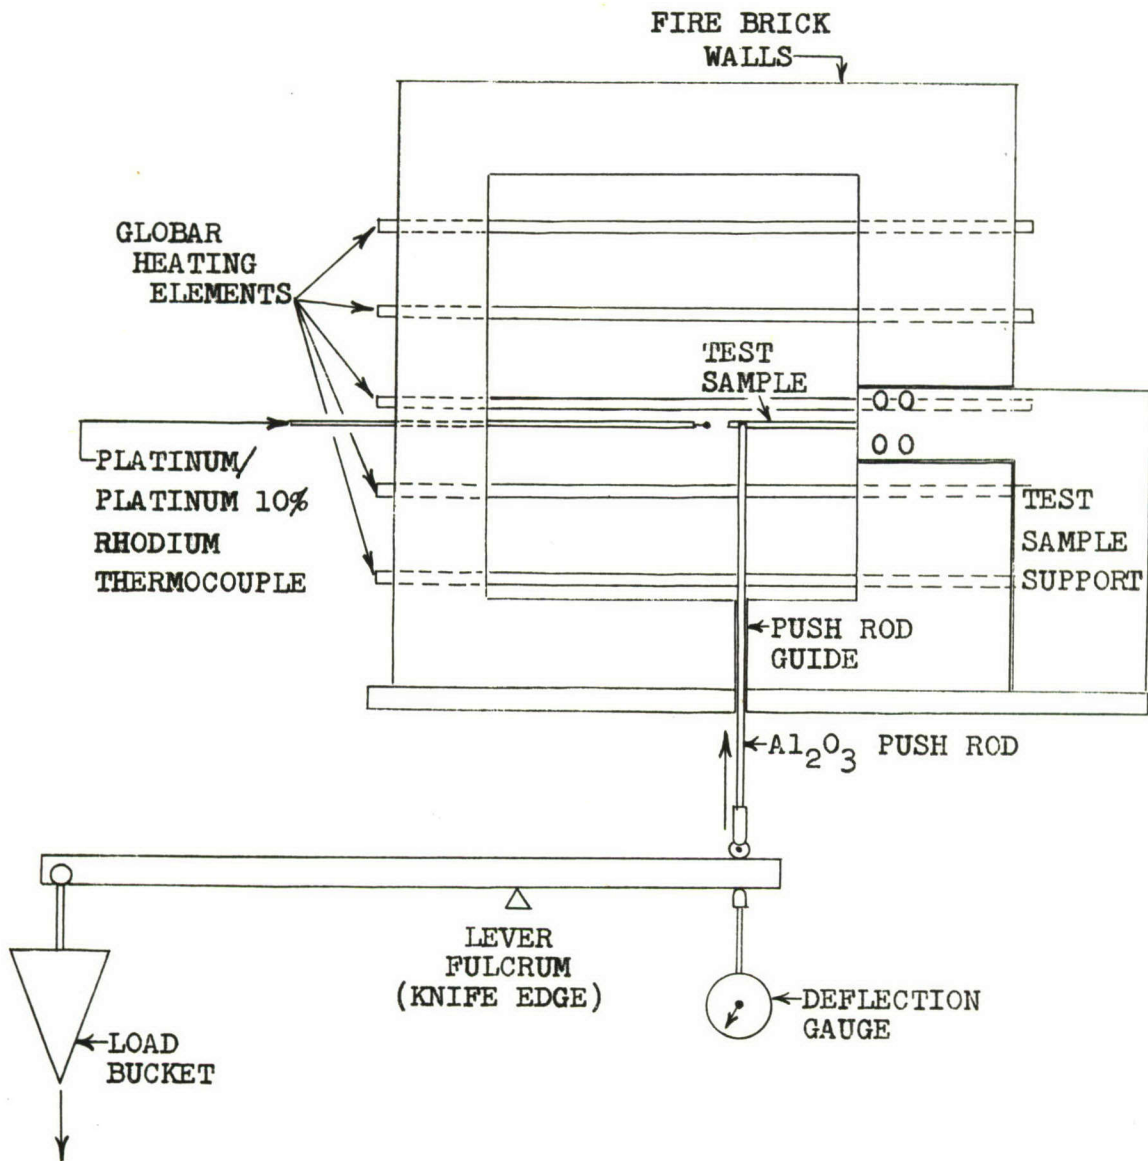 FIRE BRICK
WALLS
GLOBAR
HEATING
ELEMENTS
TEST
SAMPLE
PLATINUM/
PLATINUM 10%
RHODIUM
THERMOCOUPLE
TEST
SAMPLE
SUPPORT
PUSH ROD
GUIDE
Al₂O₃ PUSH ROD
LEVER
FULCRUM
(KNIFE EDGE)
DEFLECTION
GAUGE
LOAD
BUCKET